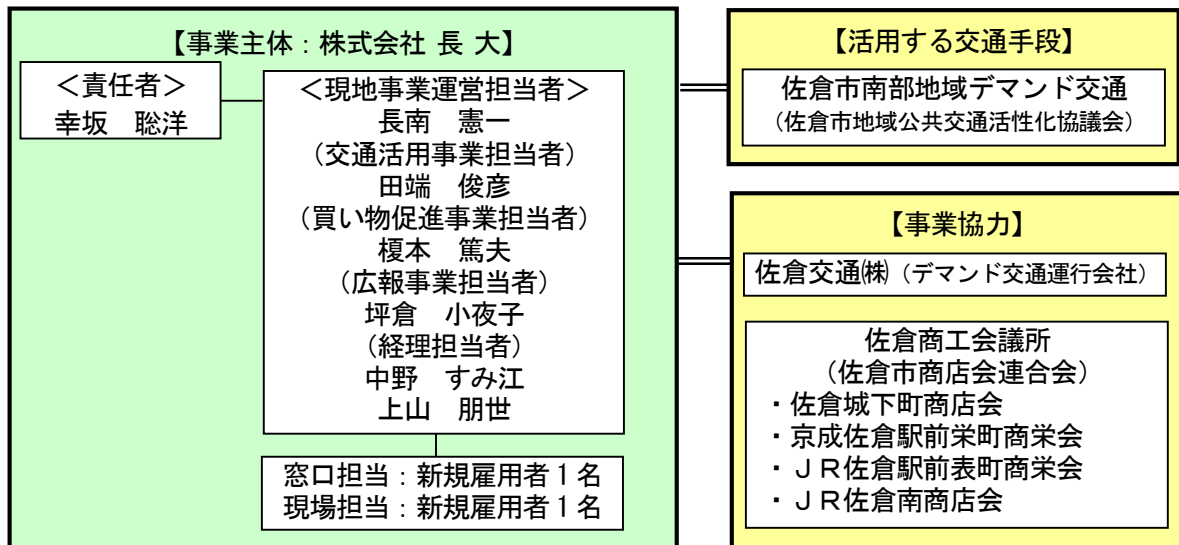 【事業主体：株式会社 長 大】
＜責任者＞
幸坂　聡洋
＜現地事業運営担当者＞
長南　憲一
（交通活用事業担当者）
田端　俊彦
（買い物促進事業担当者）
榎本　篤夫
（広報事業担当者）
坪倉　小夜子
（経理担当者）
中野　すみ江
上山　朋世
窓口担当：新規雇用者１名
現場担当：新規雇用者１名
【活用する交通手段】
佐倉市南部地域デマンド交通
（佐倉市地域公共交通活性化協議会）
【事業協力】
佐倉交通㈱（デマンド交通運行会社）
佐倉商工会議所
（佐倉市商店会連合会）
・佐倉城下町商店会
・京成佐倉駅前栄町商栄会
・ＪＲ佐倉駅前表町商栄会
・ＪＲ佐倉南商店会